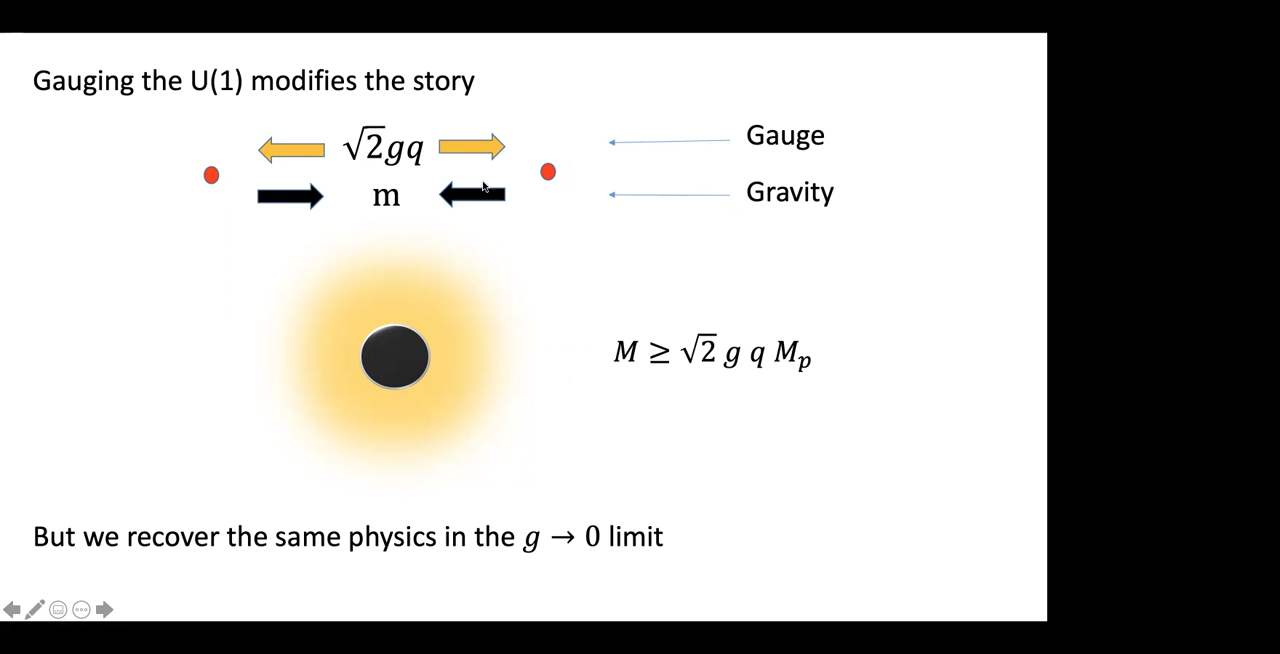 Gauging the U(1) modifies the story
√2gq
Gauge
m
Gravity
M ≥ √2 g q Mₚ
But we recover the same physics in the g → 0 limit